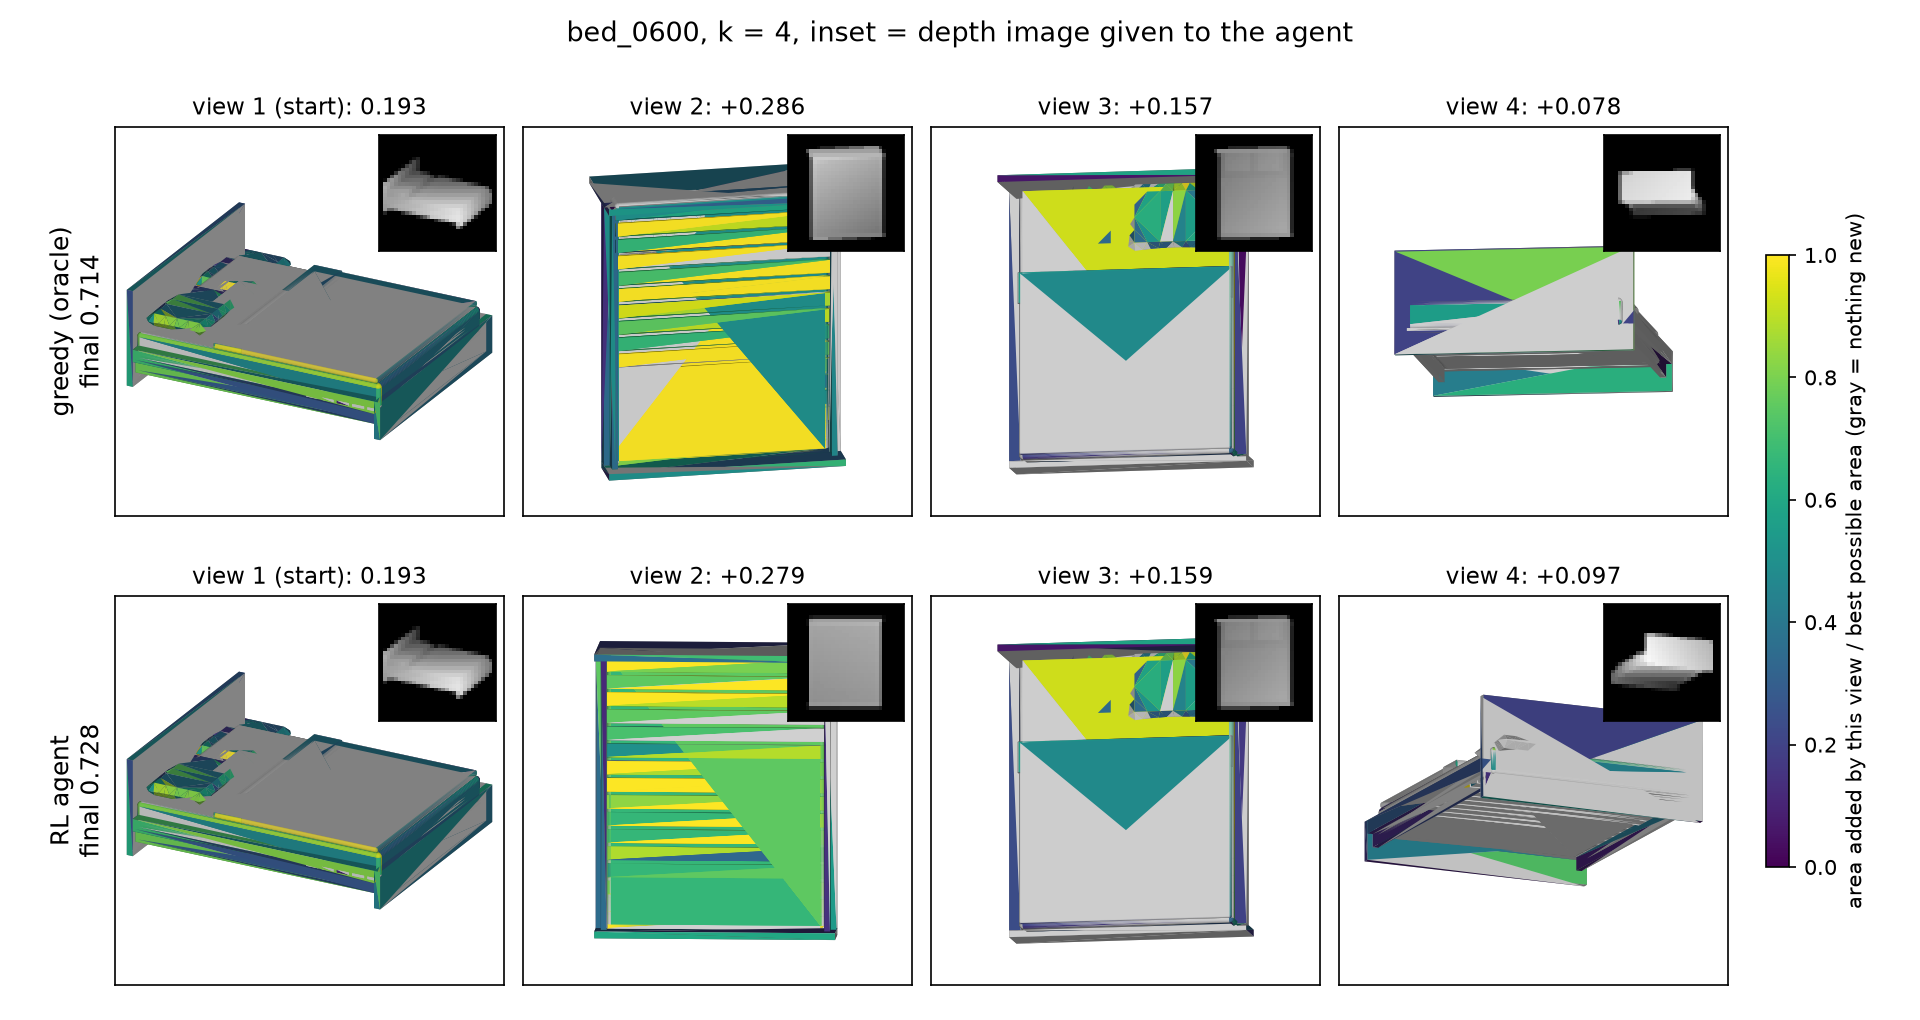 bed_0600, k = 4, inset = depth image given to the agent
greedy (oracle)
final 0.714
view 1 (start): 0.193
view 2: +0.286
view 3: +0.157
view 4: +0.078
RL agent
final 0.728
view 1 (start): 0.193
view 2: +0.279
view 3: +0.159
view 4: +0.097
1.0
0.8
0.6
0.4
0.2
0.0
area added by this view / best possible area (gray = nothing new)